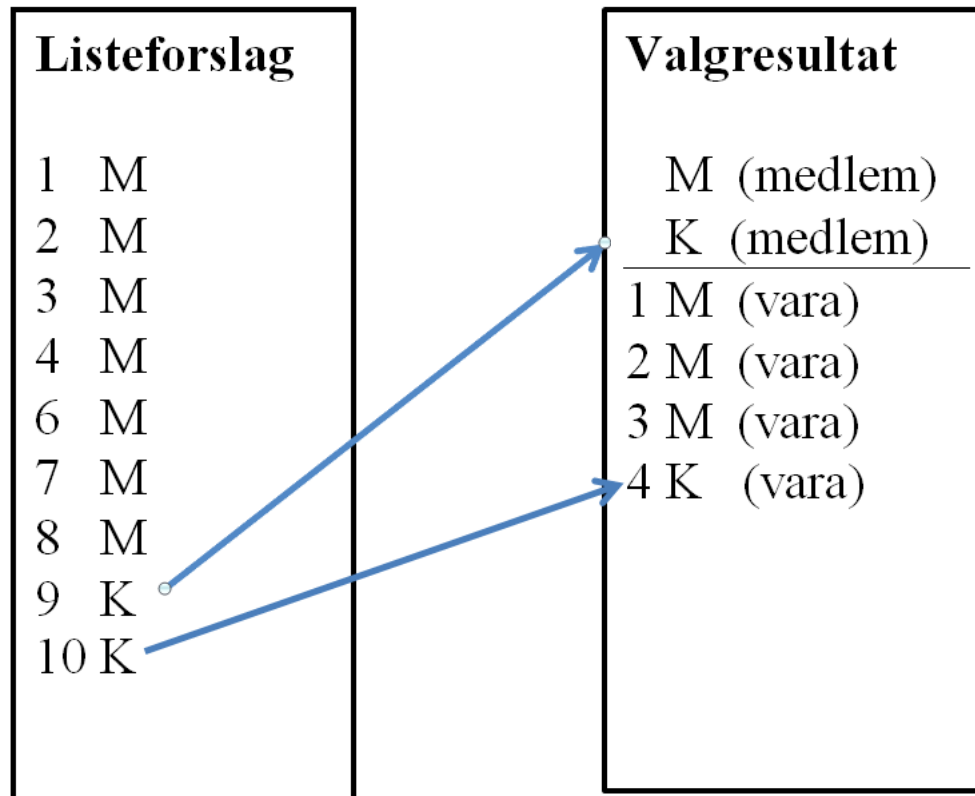 Listeforslag
1 M
2 M
3 M
4 M
6 M
7 M
8 M
9 K
10 K
Valgresultat
M (medlem)
K (medlem)
1 M (vara)
2 M (vara)
3 M (vara)
4 K (vara)